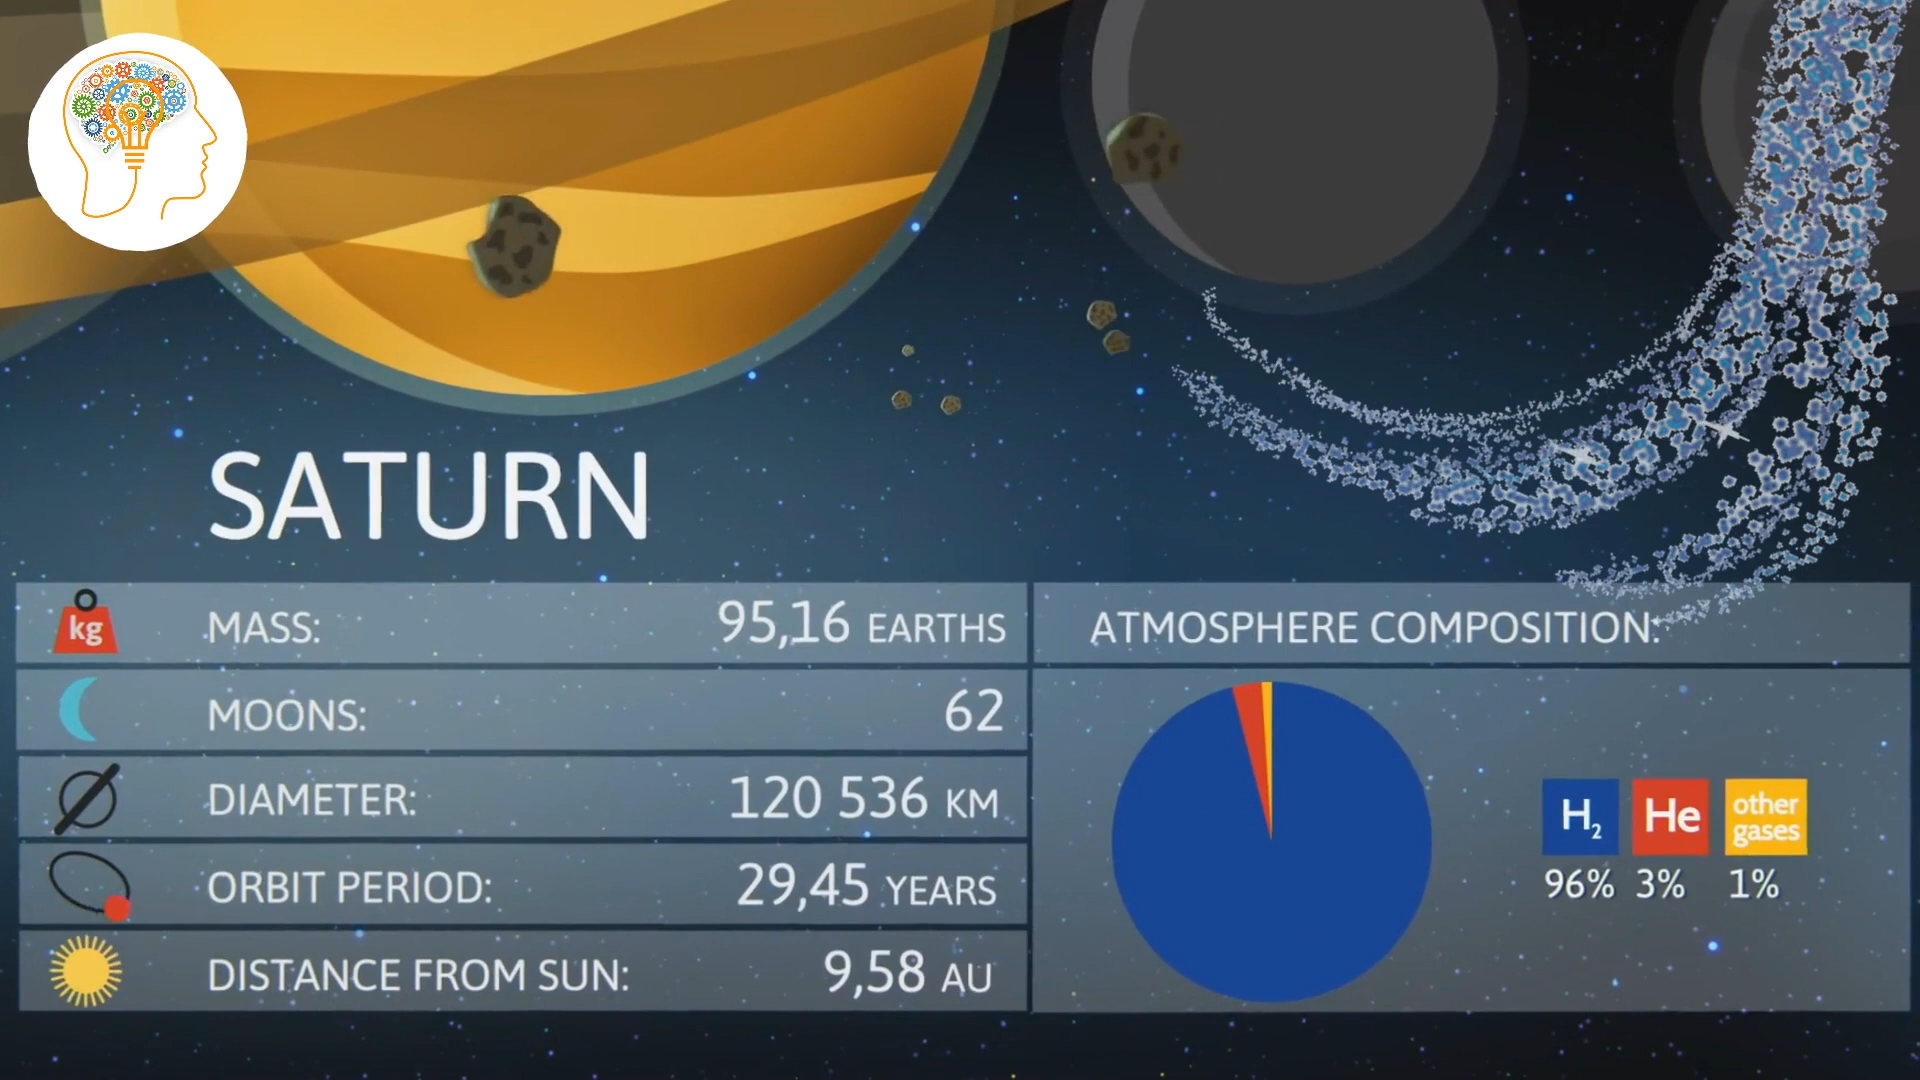 SATURN
kg MASS: 95,16 EARTHS
MOONS: 62
DIAMETER: 120 536 KM
ORBIT PERIOD: 29,45 YEARS
DISTANCE FROM SUN: 9,58 AU
ATMOSPHERE COMPOSITION:
H₂ He other gases
96% 3% 1%